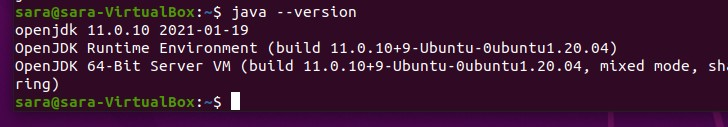 sara@sara-VirtualBox:~$ java --version
openjdk 11.0.10 2021-01-19
OpenJDK Runtime Environment (build 11.0.10+9-Ubuntu-0ubuntu1.20.04)
OpenJDK 64-Bit Server VM (build 11.0.10+9-Ubuntu-0ubuntu1.20.04, mixed mode, sha
ring)
sara@sara-VirtualBox:~$